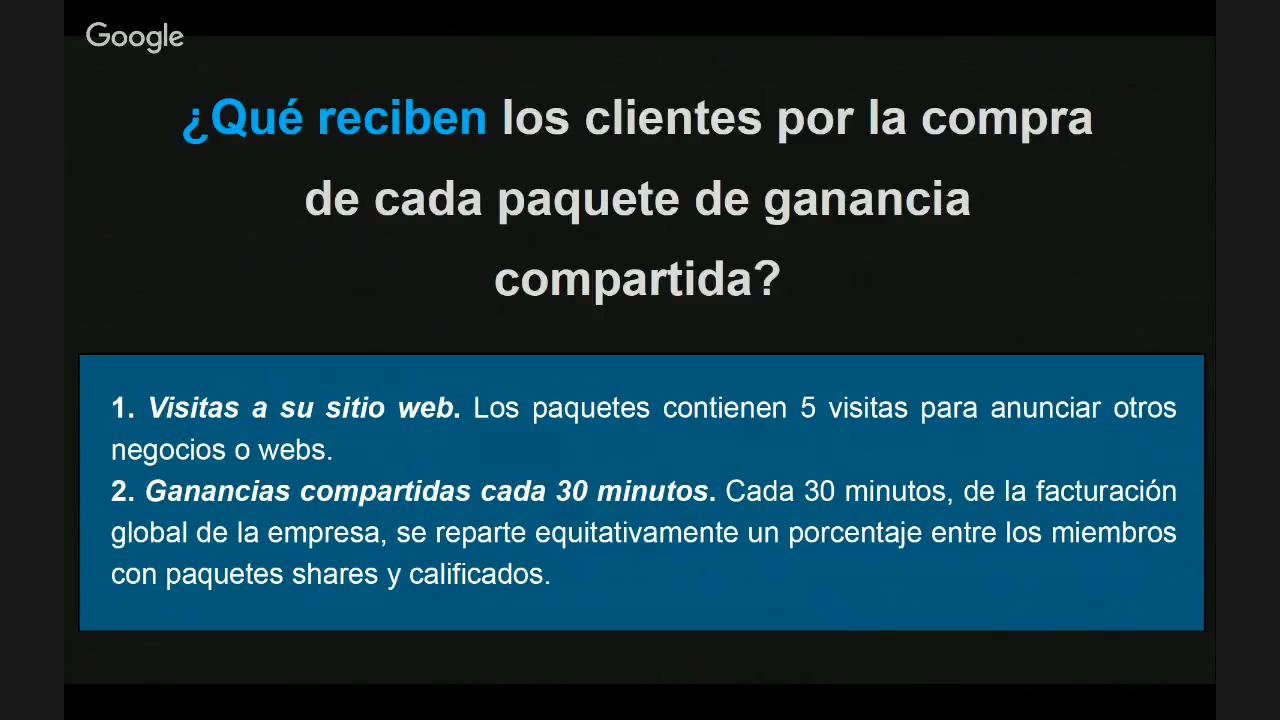 Google
¿Qué reciben los clientes por la compra
de cada paquete de ganancia
compartida?
1. Visitas a su sitio web. Los paquetes contienen 5 visitas para anunciar otros
negocios o webs.
2. Ganancias compartidas cada 30 minutos. Cada 30 minutos, de la facturación
global de la empresa, se reparte equitativamente un porcentaje entre los miembros
con paquetes shares y calificados.